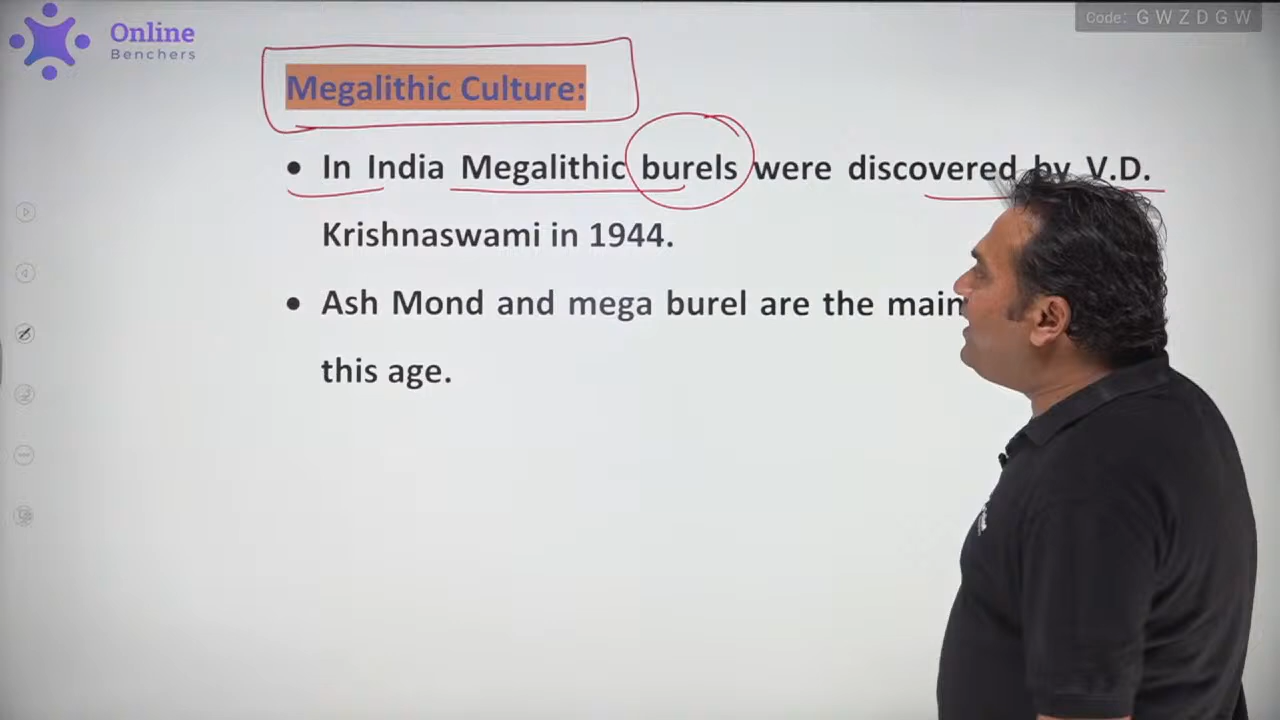 Online
Benchers
Code: G W Z D G W
Megalithic Culture:
• In India Megalithic burels were discovered by V.D.
Krishnaswami in 1944.
• Ash Mond and mega burel are the main
this age.